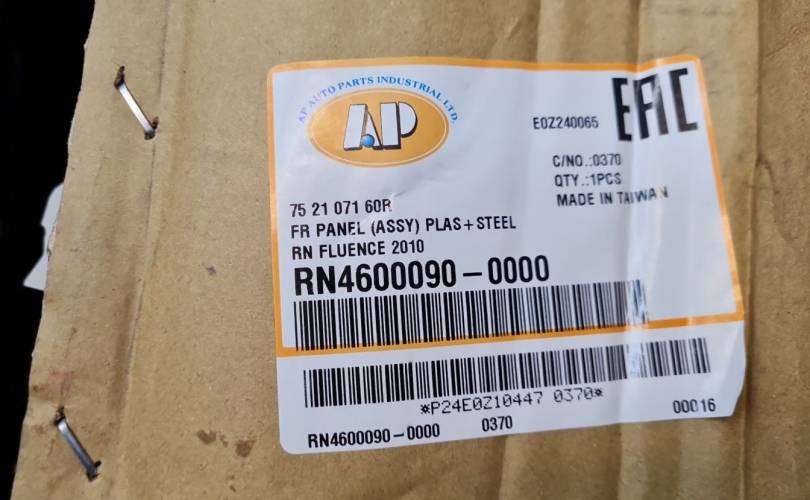 AP AUTO PARTS INDUSTRIAL LTD.
AP
E0Z240065
EAC
C/NO.:0370
QTY.:1PCS
MADE IN TAIWAN
75 21 071 60R
FR PANEL (ASSY) PLAS+STEEL
RN FLUENCE 2010
RN4600090-0000
*P24E0Z10447 0370*
RN4600090-0000 0370 00016